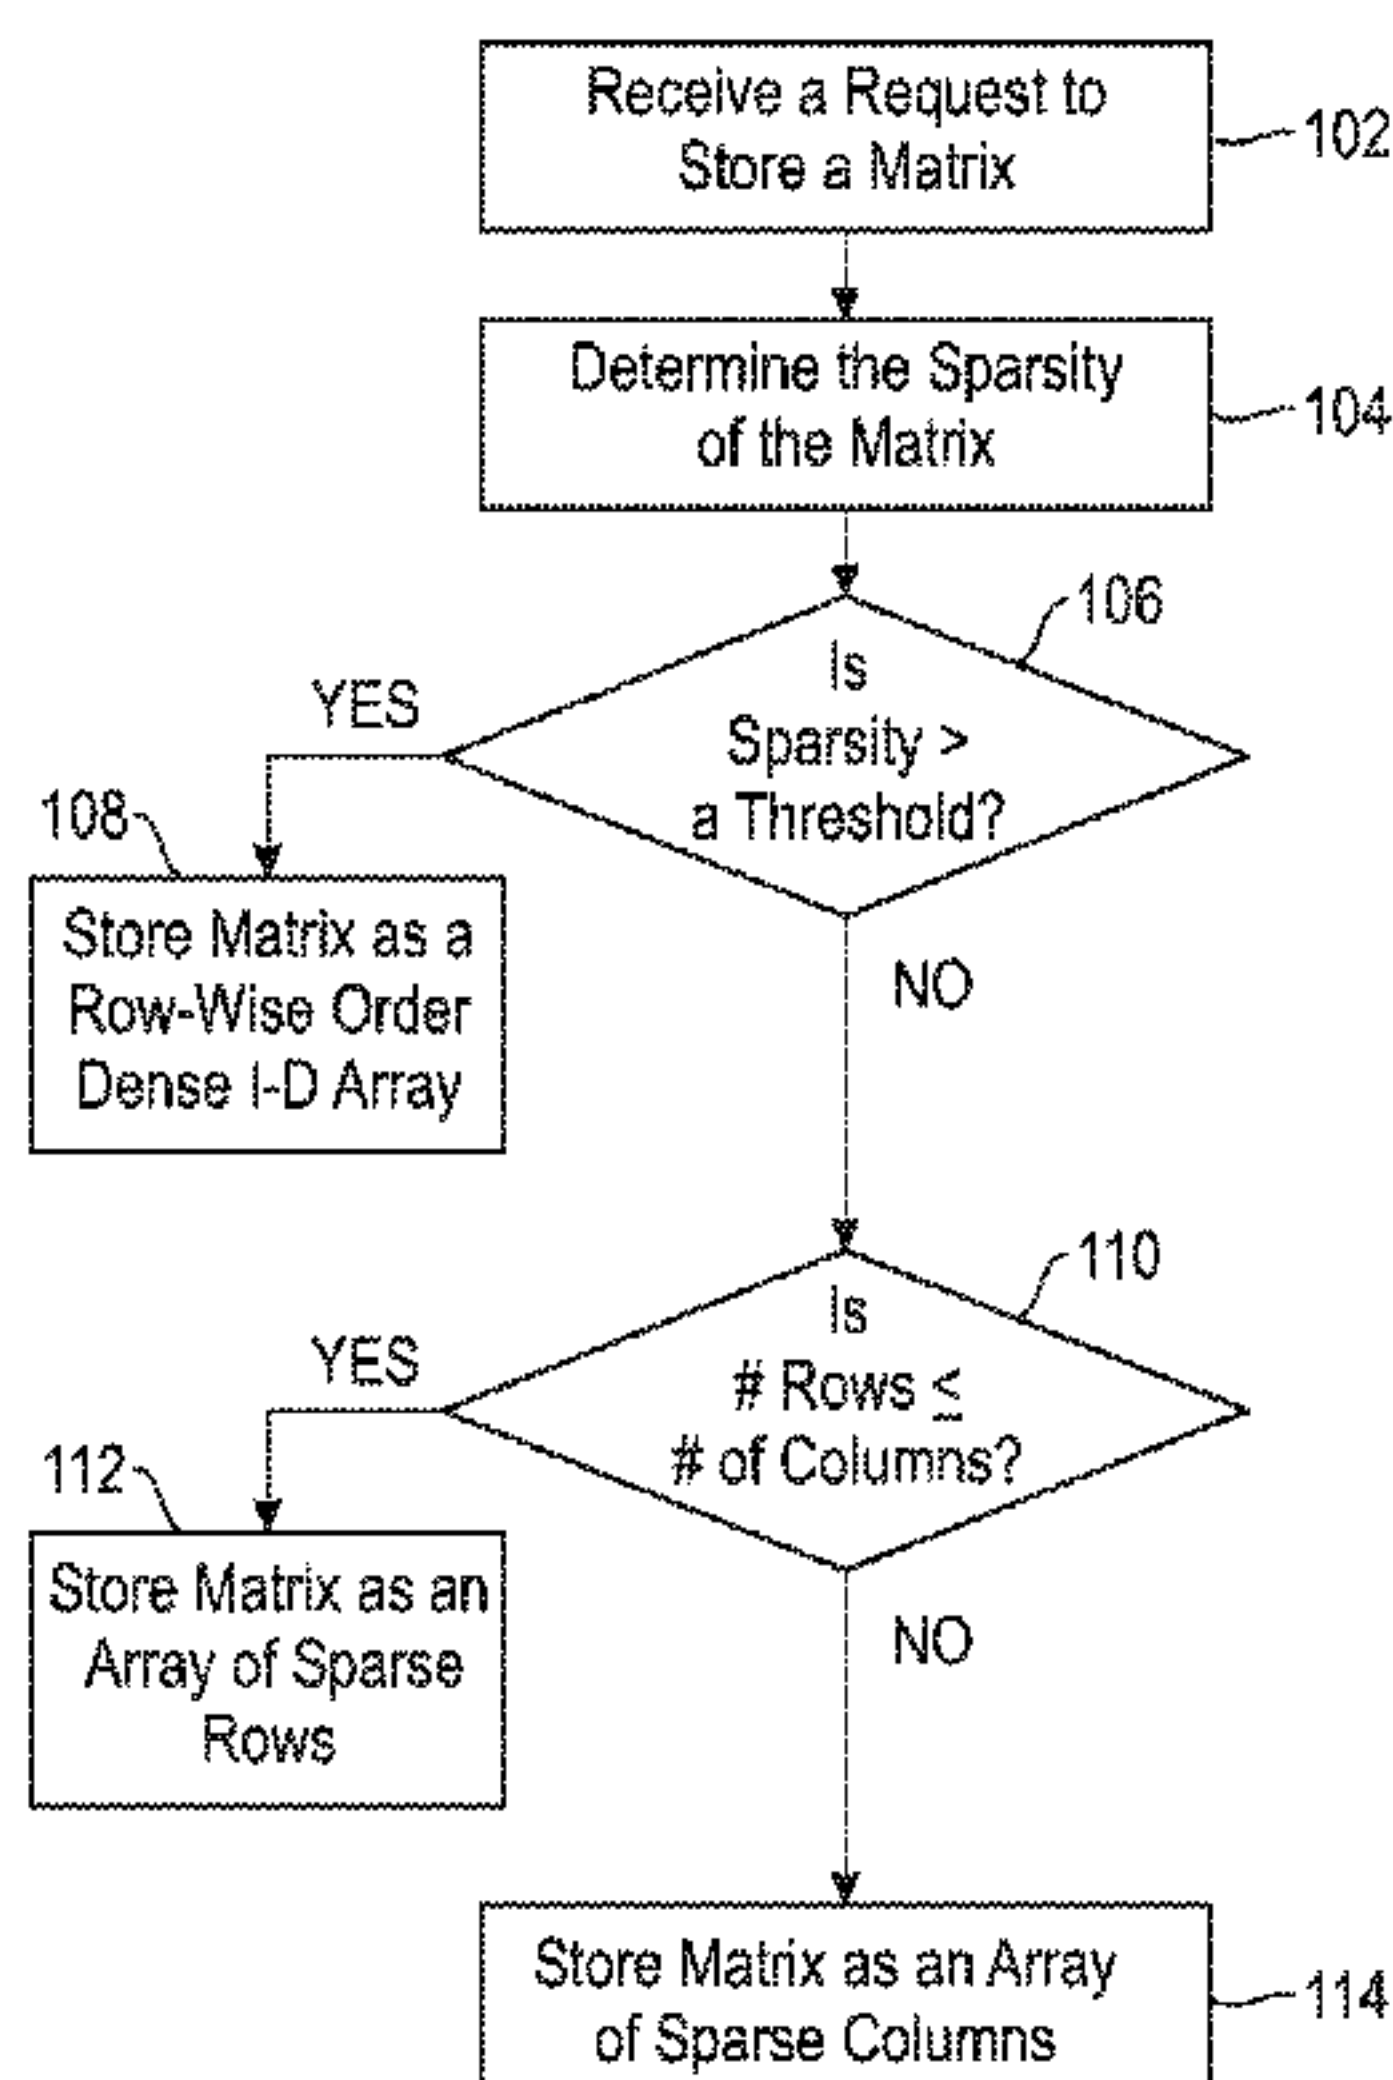 Receive a Request to
Store a Matrix
102
Determine the Sparsity
of the Matrix
104
106
Is
Sparsity >
a Threshold?
YES
NO
108
Store Matrix as a
Row-Wise Order
Dense I-D Array
110
Is
# Rows ≤
# of Columns?
YES
NO
112
Store Matrix as an
Array of Sparse
Rows
Store Matrix as an Array
of Sparse Columns
114